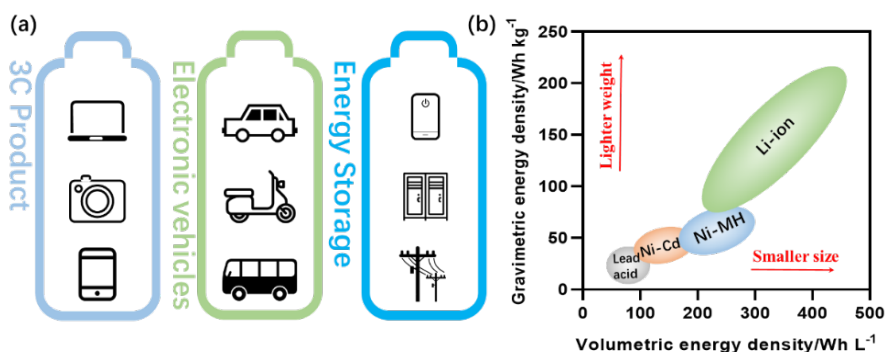 (a)
3C Product
Electronic vehicles
Energy Storage
(b)
Gravimetric energy density/Wh kg⁻¹
250
200
150
100
50
0
Lighter weight
Li-ion
Ni-MH
Ni-Cd
Lead
acid
Smaller size
0
100
200
300
400
500
Volumetric energy density/Wh L⁻¹